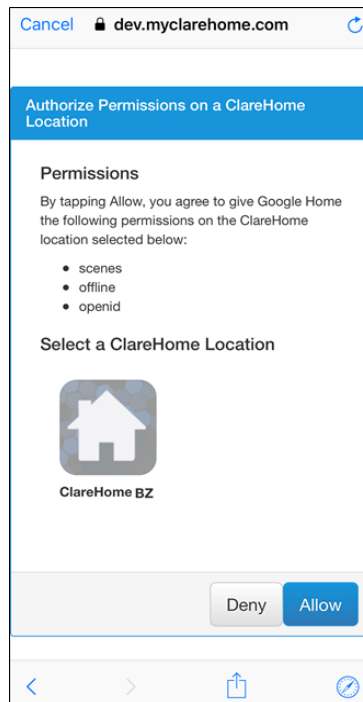 Cancel dev.myclarehome.com
Authorize Permissions on a ClareHome
Location
Permissions
By tapping Allow, you agree to give Google Home
the following permissions on the ClareHome
location selected below:
• scenes
• offline
• openid
Select a ClareHome Location
ClareHome BZ
Deny Allow